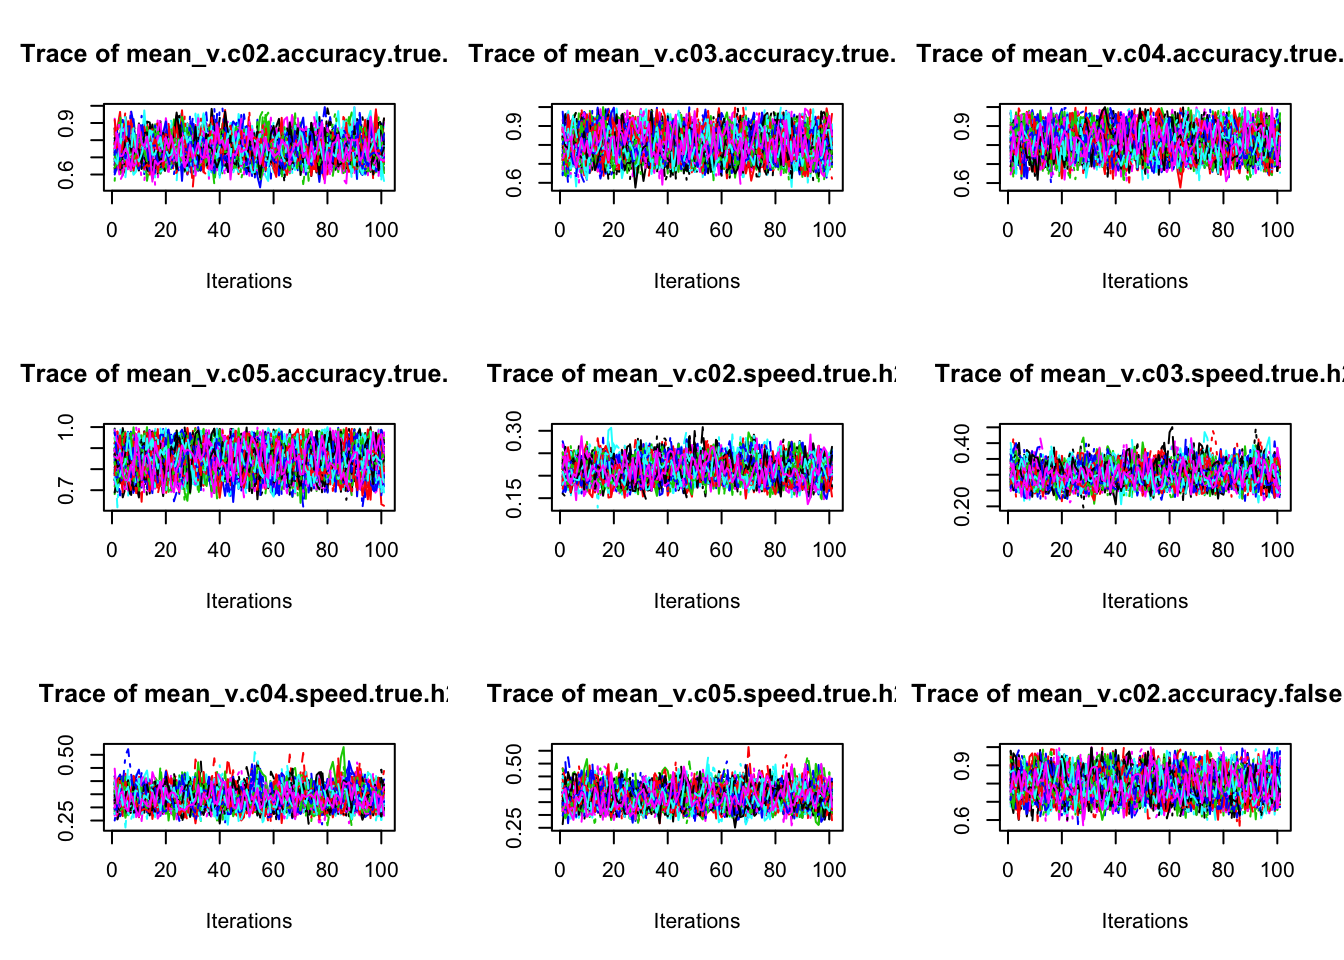 Trace of mean_v.c02.accuracy.true.
0.9
0.6
0 20 40 60 80 100
Iterations
Trace of mean_v.c03.accuracy.true.
0.9
0.6
0 20 40 60 80 100
Iterations
Trace of mean_v.c04.accuracy.true.
0.9
0.6
0 20 40 60 80 100
Iterations
Trace of mean_v.c05.accuracy.true.
1.0
0.7
0 20 40 60 80 100
Iterations
Trace of mean_v.c02.speed.true.h2
0.30
0.15
0 20 40 60 80 100
Iterations
Trace of mean_v.c03.speed.true.h2
0.40
0.20
0 20 40 60 80 100
Iterations
Trace of mean_v.c04.speed.true.h2
0.50
0.25
0 20 40 60 80 100
Iterations
Trace of mean_v.c05.speed.true.h2
0.50
0.25
0 20 40 60 80 100
Iterations
Trace of mean_v.c02.accuracy.false
0.9
0.6
0 20 40 60 80 100
Iterations